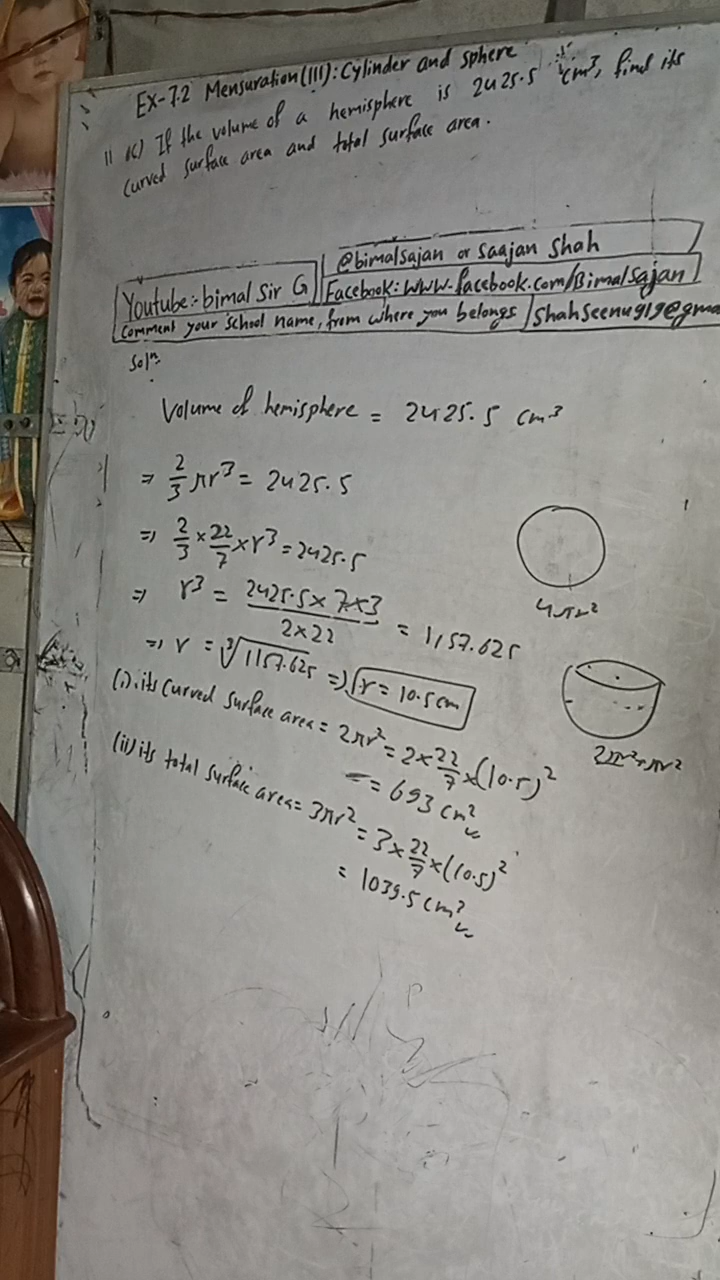 Ex-7.2 Mensuration(III): Cylinder and sphere
11 (c) If the volume of a hemisphere is 2425.5 cm³, find its
curved surface area and total surface area.
@bimalsajan or Saajan Shah
Youtube:- bimal Sir G
Facebook: www.facebook.com/Bimalsajan
Comment your school name, from where you belongs
Shahseenu919@gma
Solⁿ:
Volume of hemisphere = 2425.5 cm³
⇒ 2/3 πr³ = 2425.5
⇒ 2/3 × 22/7 × r³ = 2425.5
⇒ r³ = 2425.5×7×3 / 2×22 = 1,157.625
⇒ r = ∛1157.625 ⇒ r = 10.5 cm
(i) its curved surface area = 2πr² = 2×22/7×(10.5)²
= 693 cm²
(ii) its total surface area = 3πr² = 3×22/7×(10.5)²
= 1039.5 cm²
4πr²
2πr²+πr²